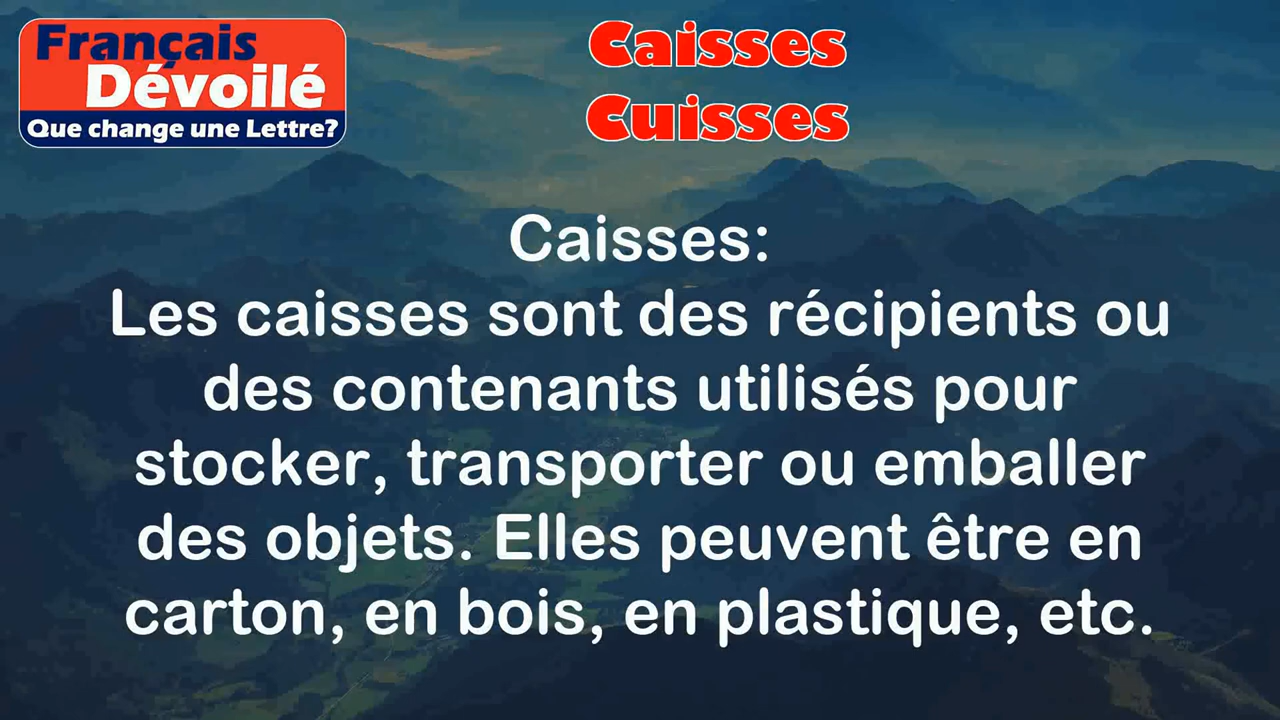 Français
Dévoilé
Que change une Lettre?
Caisses
Cuisses
Caisses:
Les caisses sont des récipients ou
des contenants utilisés pour
stocker, transporter ou emballer
des objets. Elles peuvent être en
carton, en bois, en plastique, etc.